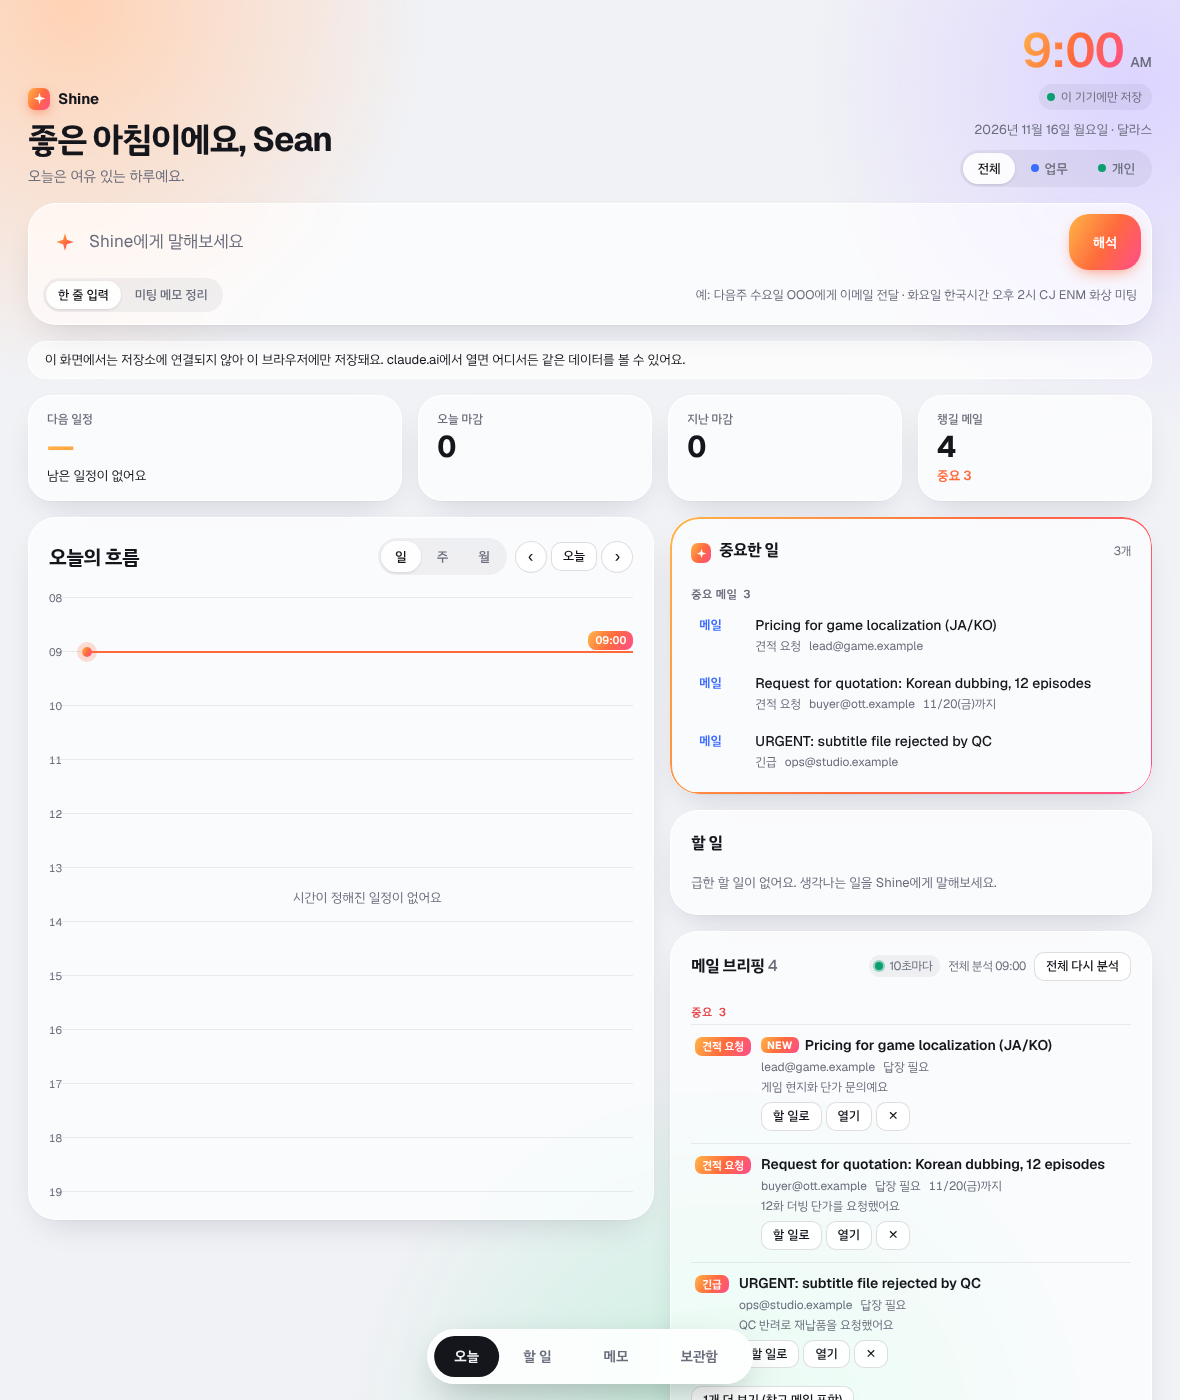 9:00 AM
Shine
이 기기에만 저장
좋은 아침이에요, Sean
2026년 11월 16일 월요일 · 달라스
오늘은 여유 있는 하루예요.
전체 업무 개인
Shine에게 말해보세요
해석
한 줄 입력 미팅 메모 정리
예: 다음주 수요일 OOO에게 이메일 전달 · 화요일 한국시간 오후 2시 CJ ENM 화상 미팅
이 화면에서는 저장소에 연결되지 않아 이 브라우저에만 저장돼요. claude.ai에서 열면 어디서든 같은 데이터를 볼 수 있어요.
다음 일정
—
남은 일정이 없어요
오늘 마감
0
지난 마감
0
챙길 메일
4
중요 3
오늘의 흐름
일 주 월 ‹ 오늘 ›
08
09:00
09
10
11
12
13
시간이 정해진 일정이 없어요
14
15
16
17
18
19
중요한 일
3개
중요 메일 3
메일 Pricing for game localization (JA/KO)
견적 요청 lead@game.example
메일 Request for quotation: Korean dubbing, 12 episodes
견적 요청 buyer@ott.example 11/20(금)까지
메일 URGENT: subtitle file rejected by QC
긴급 ops@studio.example
할 일
급한 할 일이 없어요. 생각나는 일을 Shine에게 말해보세요.
메일 브리핑 4
10초마다 전체 분석 09:00 전체 다시 분석
중요 3
견적 요청 NEW Pricing for game localization (JA/KO)
lead@game.example 답장 필요
게임 현지화 단가 문의예요
할 일로 열기 ✕
견적 요청 Request for quotation: Korean dubbing, 12 episodes
buyer@ott.example 답장 필요 11/20(금)까지
12화 더빙 단가를 요청했어요
할 일로 열기 ✕
긴급 URGENT: subtitle file rejected by QC
ops@studio.example 답장 필요
QC 반려로 재납품을 요청했어요
할 일로 열기 ✕
1개 더 보기 (참고 메일 포함)
오늘 할 일 메모 보관함